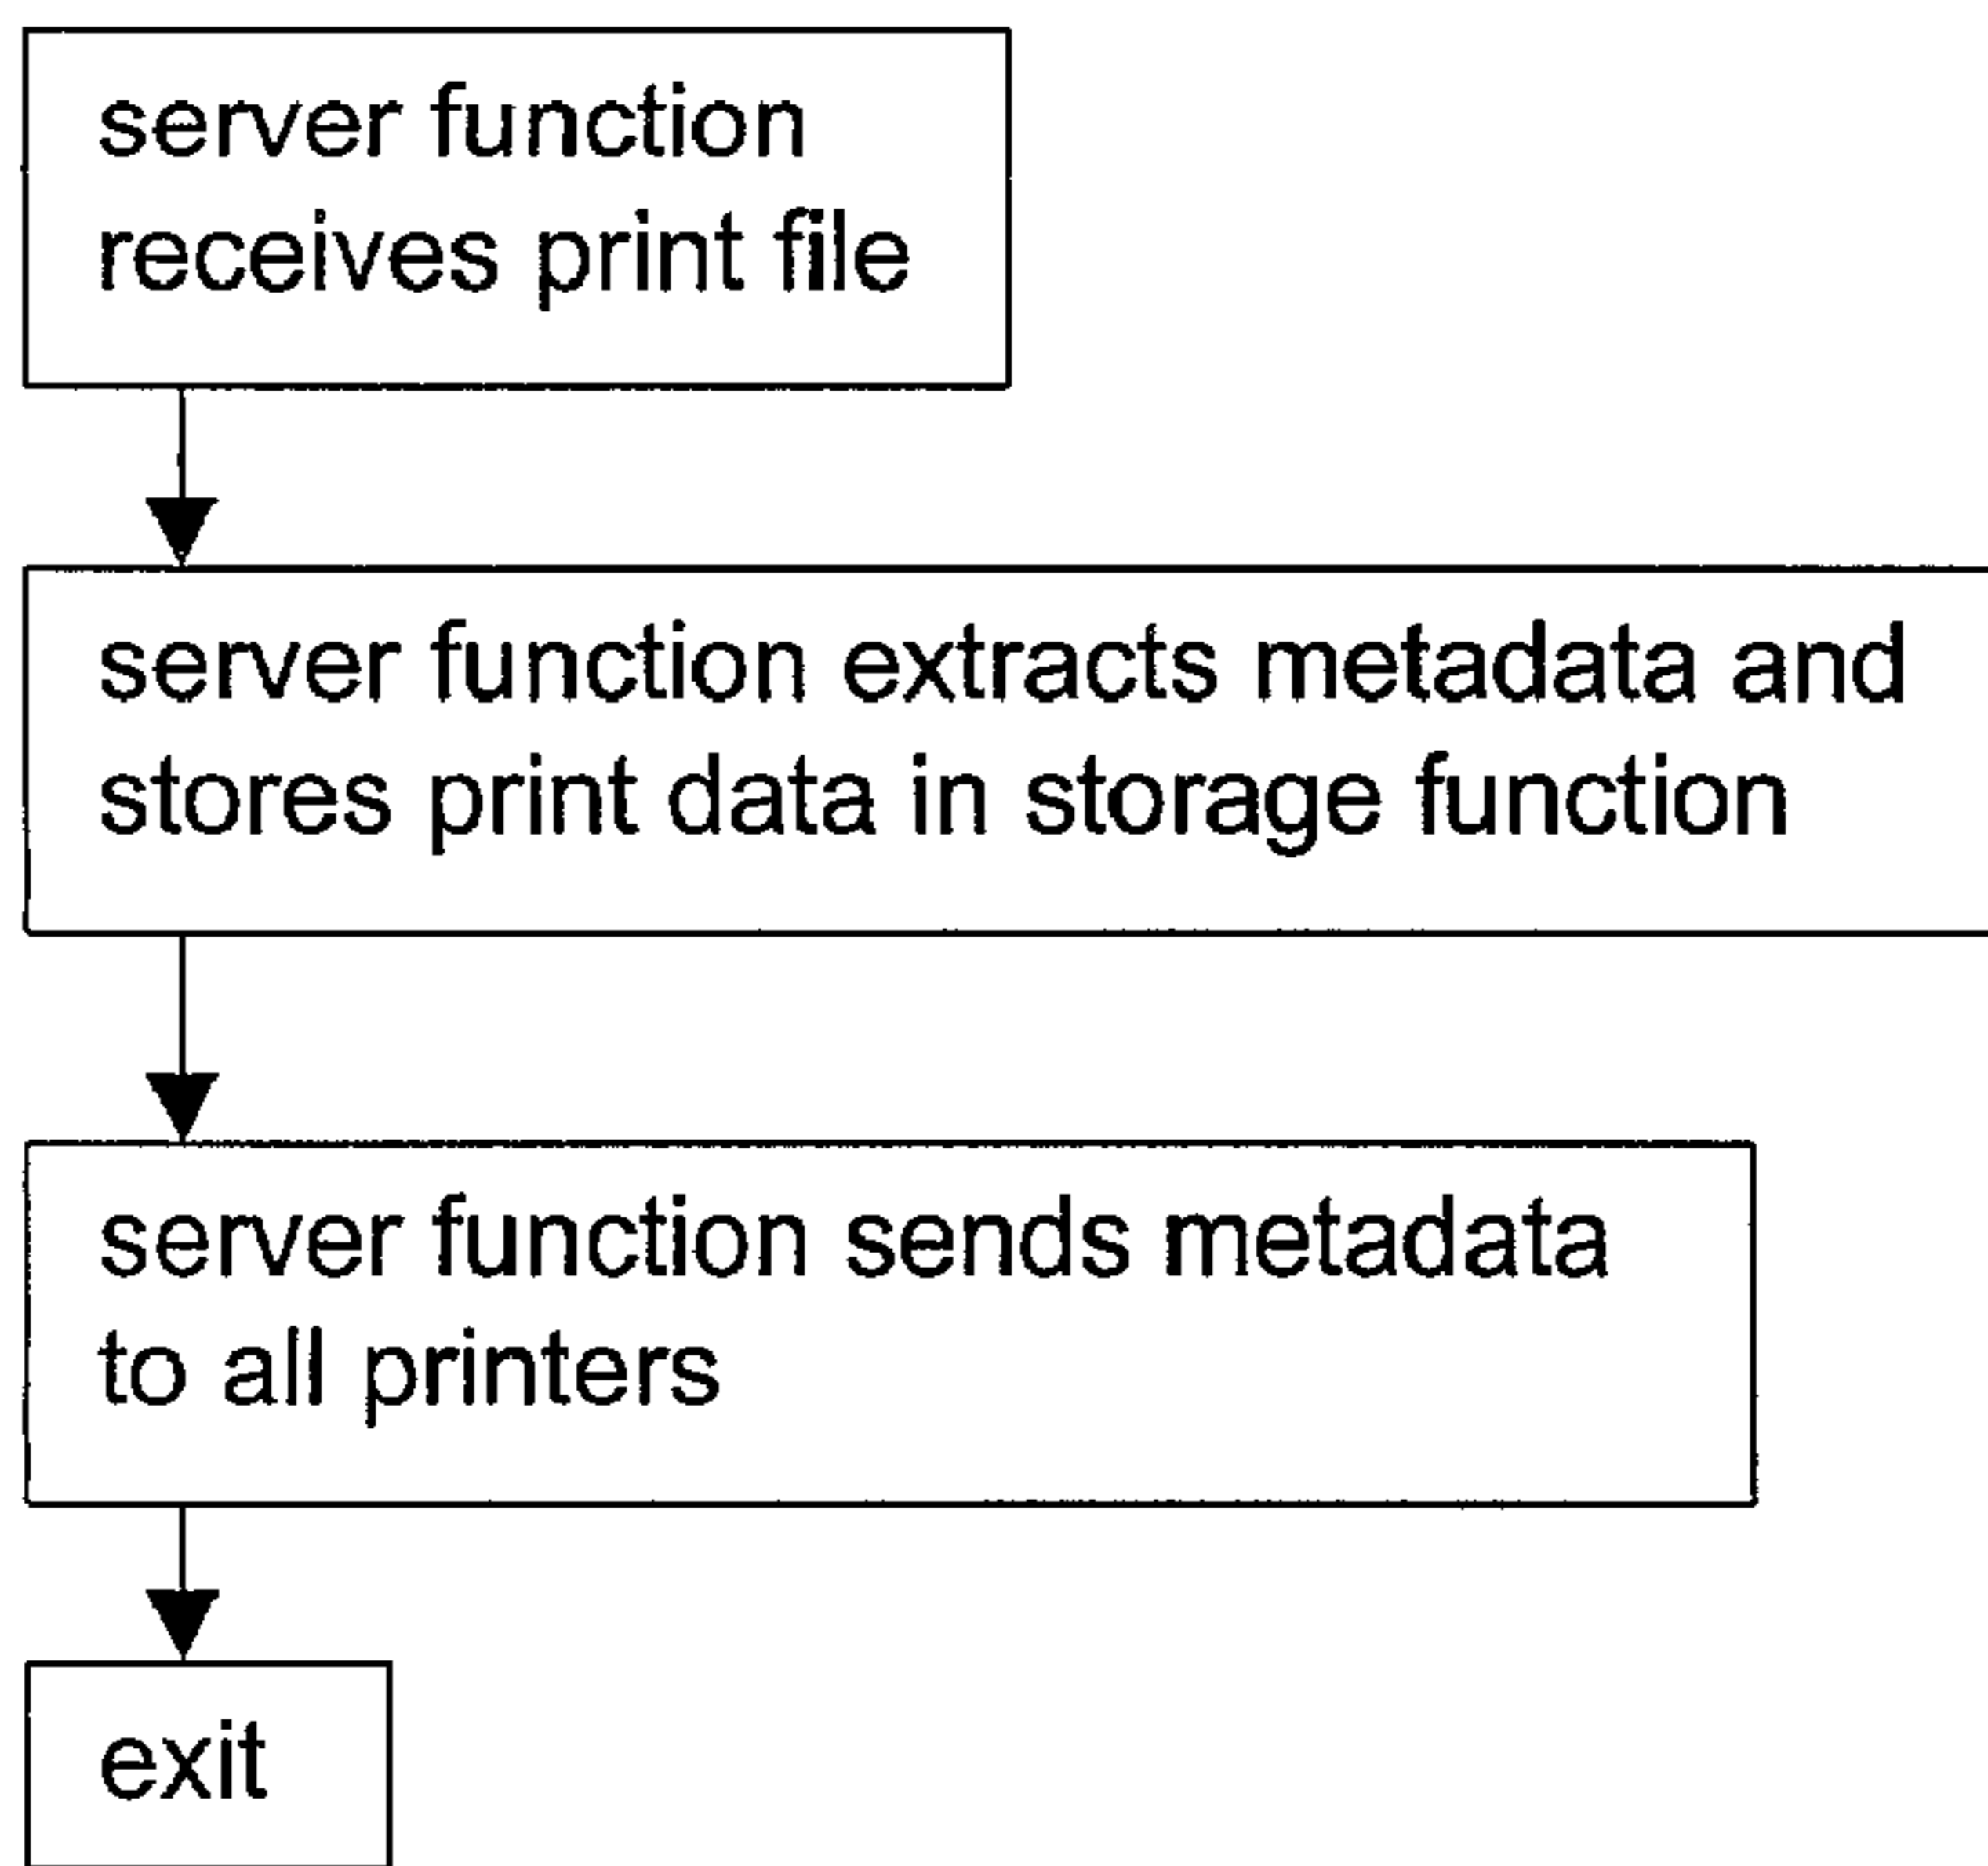 server function
receives print file
server function extracts metadata and
stores print data in storage function
server function sends metadata
to all printers
exit